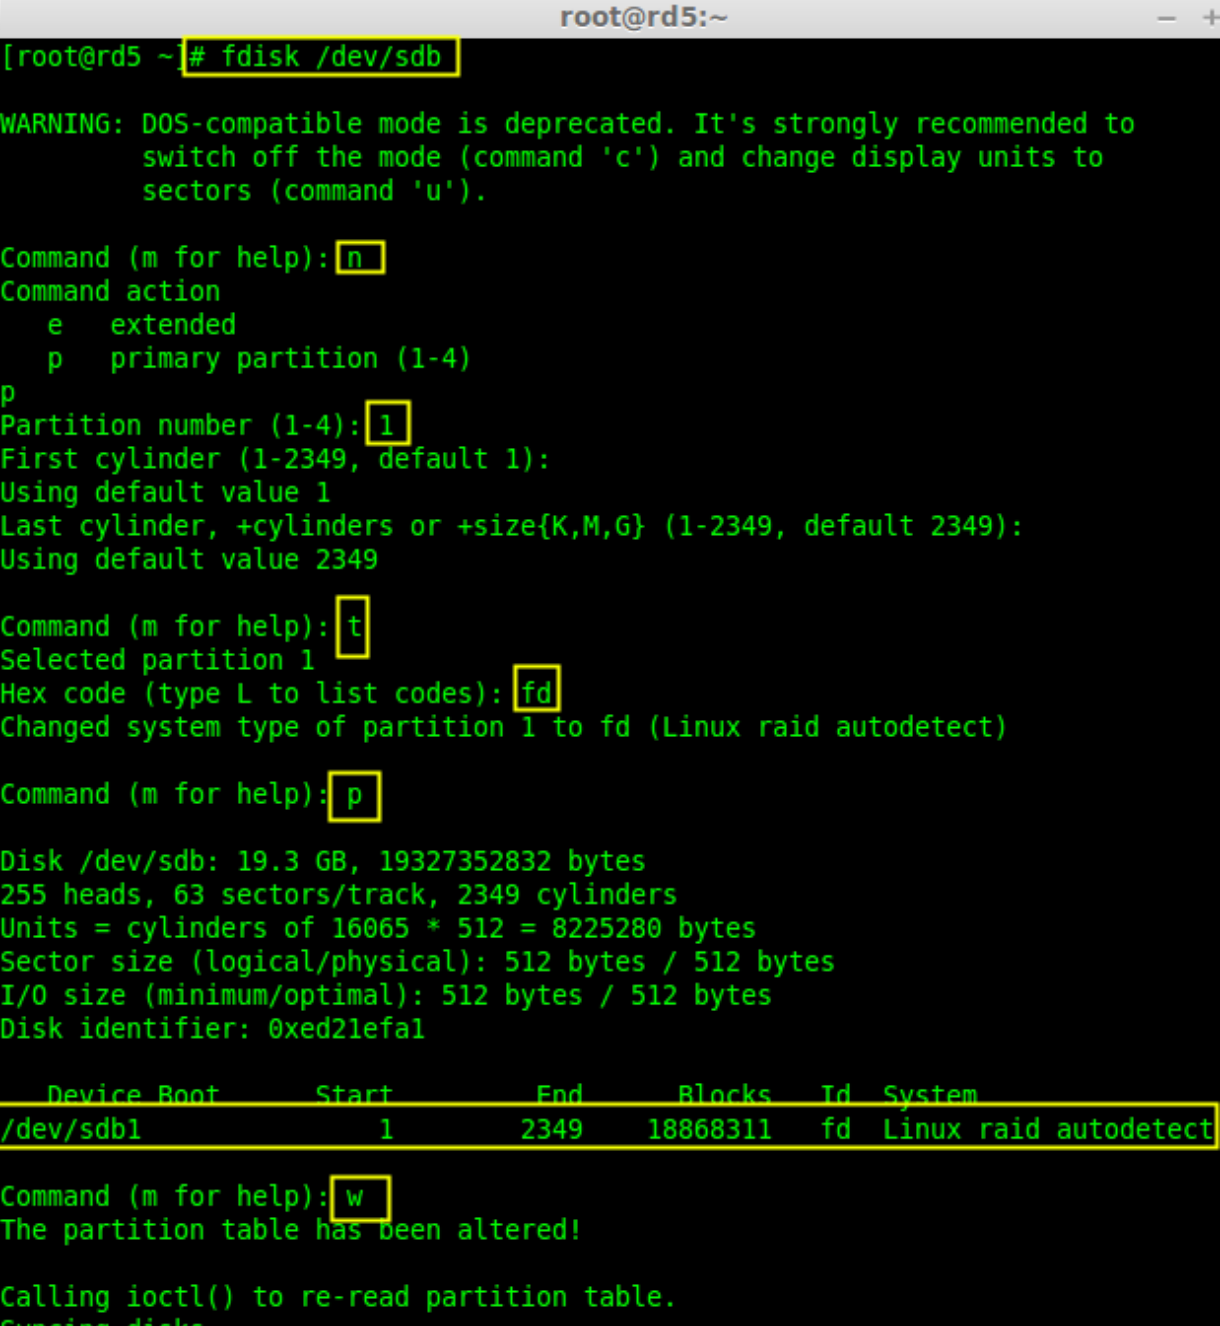 root@rd5:~
[root@rd5 ~]# fdisk /dev/sdb
WARNING: DOS-compatible mode is deprecated. It's strongly recommended to
switch off the mode (command 'c') and change display units to
sectors (command 'u').
Command (m for help): n
Command action
e   extended
p   primary partition (1-4)
p
Partition number (1-4): 1
First cylinder (1-2349, default 1):
Using default value 1
Last cylinder, +cylinders or +size{K,M,G} (1-2349, default 2349):
Using default value 2349
Command (m for help): t
Selected partition 1
Hex code (type L to list codes): fd
Changed system type of partition 1 to fd (Linux raid autodetect)
Command (m for help): p
Disk /dev/sdb: 19.3 GB, 19327352832 bytes
255 heads, 63 sectors/track, 2349 cylinders
Units = cylinders of 16065 * 512 = 8225280 bytes
Sector size (logical/physical): 512 bytes / 512 bytes
I/O size (minimum/optimal): 512 bytes / 512 bytes
Disk identifier: 0xed21efa1
Device Boot      Start         End      Blocks   Id  System
/dev/sdb1               1        2349    18868311   fd  Linux raid autodetect
Command (m for help): w
The partition table has been altered!
Calling ioctl() to re-read partition table.
Syncing disks.